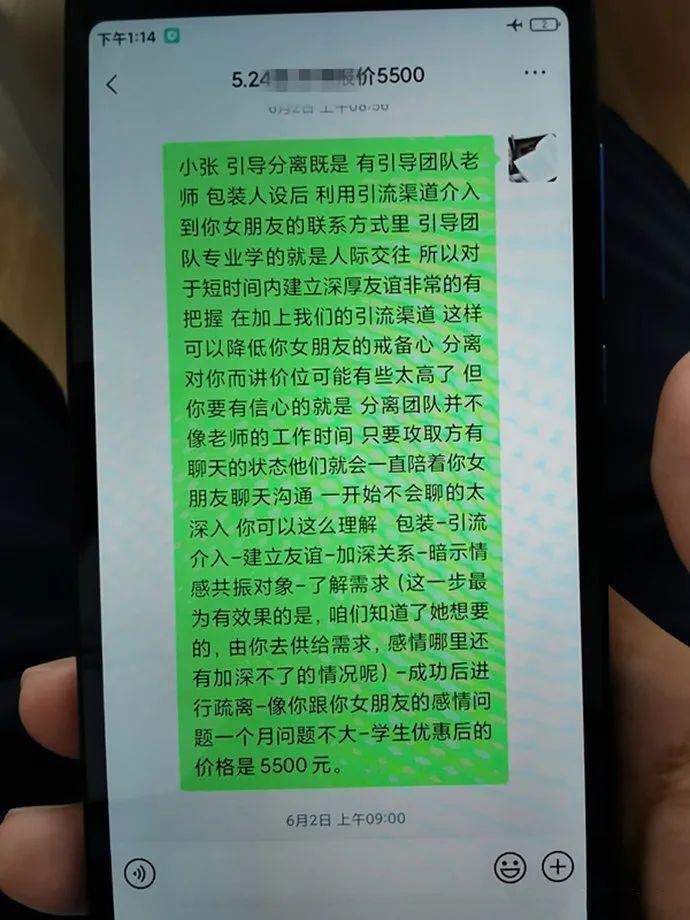 下午1:14
2
5.24 报价5500
6月2日 上午08:56
小张 引导分离既是 有引导团队老
师 包装人设后 利用引流渠道介入
到你女朋友的联系方式里 引导团
队专业学的就是人际交往 所以对
于短时间内建立深厚友谊非常的有
把握 在加上我们的引流渠道 这样
可以降低你女朋友的戒备心 分离
对你而讲价位可能有些太高了 但
你要有信心的就是 分离团队并不
像老师的工作时间 只要攻取方有
聊天的状态他们就会一直陪着你女
朋友聊天沟通 一开始不会聊的太
深入 你可以这么理解 包装-引流
介入-建立友谊-加深关系-暗示情
感共振对象-了解需求(这一步最
为有效果的是, 咱们知道了她想要
的, 由你去供给需求, 感情哪里还
有加深不了的情况呢)-成功后进
行疏离-像你跟你女朋友的感情问
题一个月问题不大-学生优惠后的
价格是 5500 元。
6月2日 上午09:00